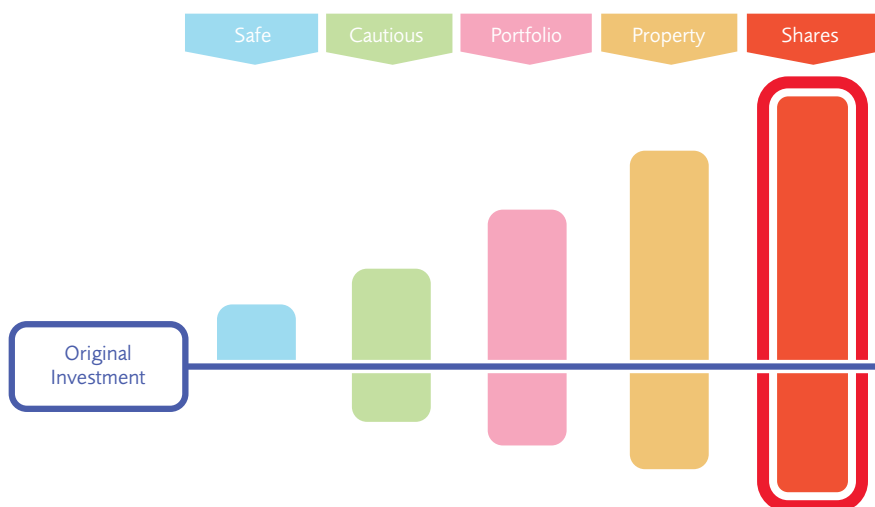 Safe
Cautious
Portfolio
Property
Shares
Original
Investment